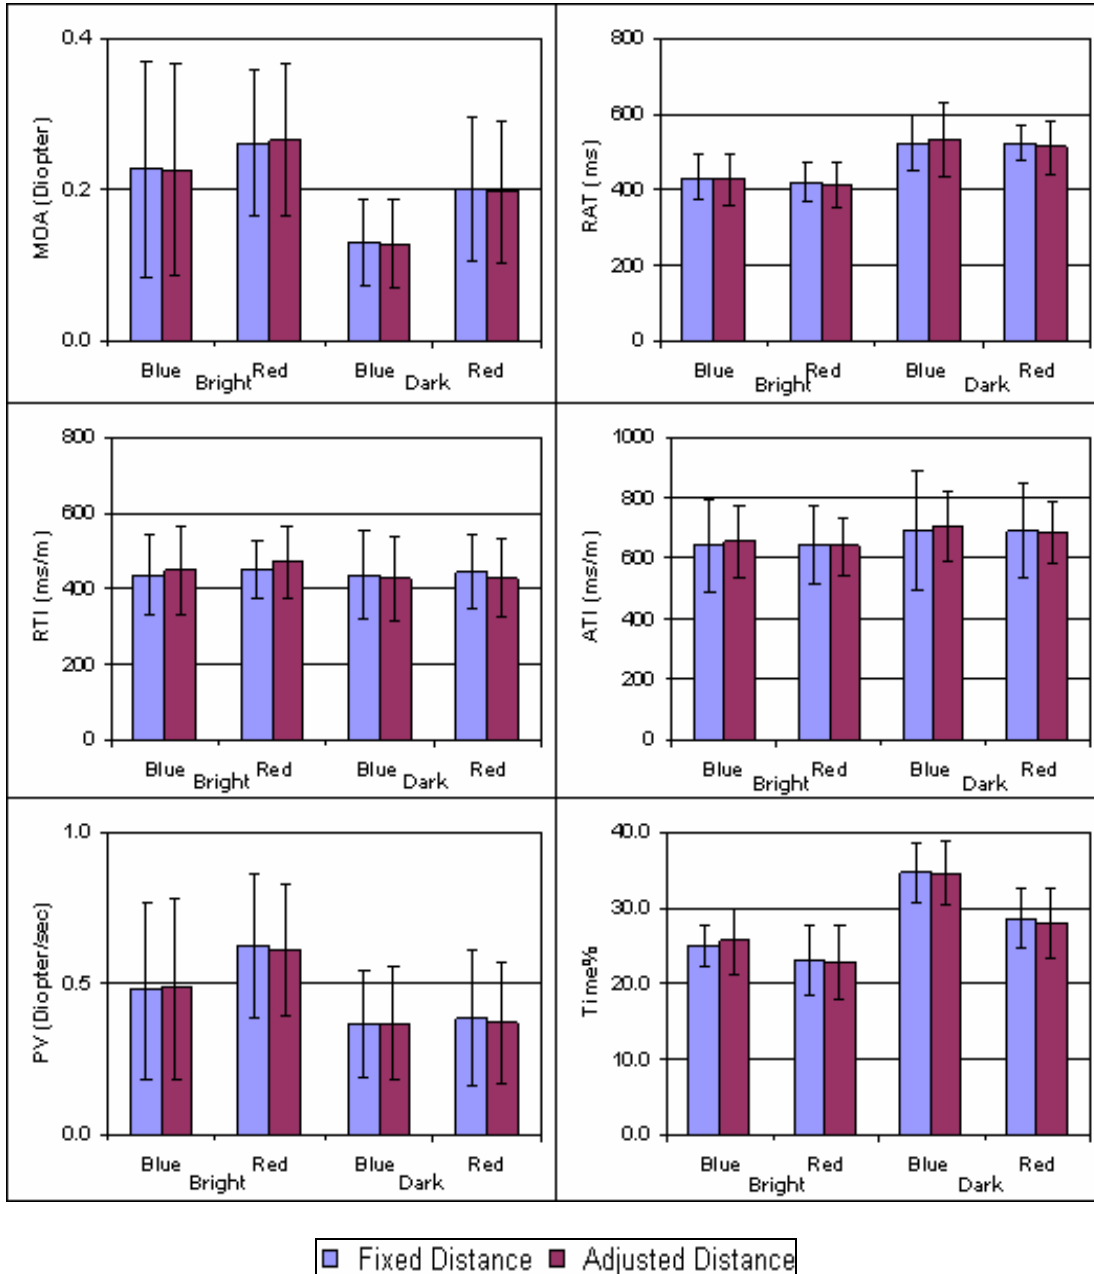 0.4
0.2
0.0
MOA (Diopter)
Blue Red Blue Red
Bright Dark
800
600
400
200
0
RAT (ms)
Blue Red Blue Red
Bright Dark
800
600
400
200
0
RTI (ms/m)
Blue Red Blue Red
Bright Dark
1000
800
600
400
200
0
ATI (ms/m)
Blue Red Blue Red
Bright Dark
1.0
0.5
0.0
PV (Diopter/sec)
Blue Red Blue Red
Bright Dark
40.0
30.0
20.0
10.0
0.0
Time%
Blue Red Blue Red
Bright Dark
Fixed Distance Adjusted Distance